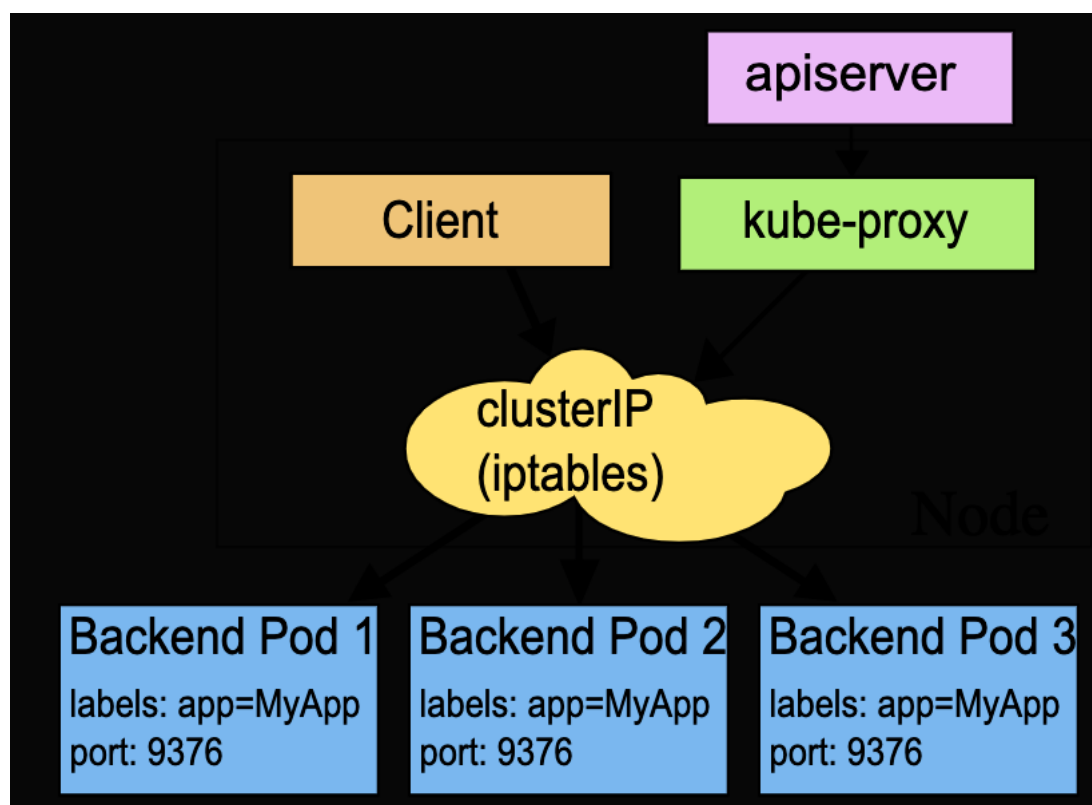 apiserver
Client
kube-proxy
clusterIP
(iptables)
Node
Backend Pod 1
labels: app=MyApp
port: 9376
Backend Pod 2
labels: app=MyApp
port: 9376
Backend Pod 3
labels: app=MyApp
port: 9376